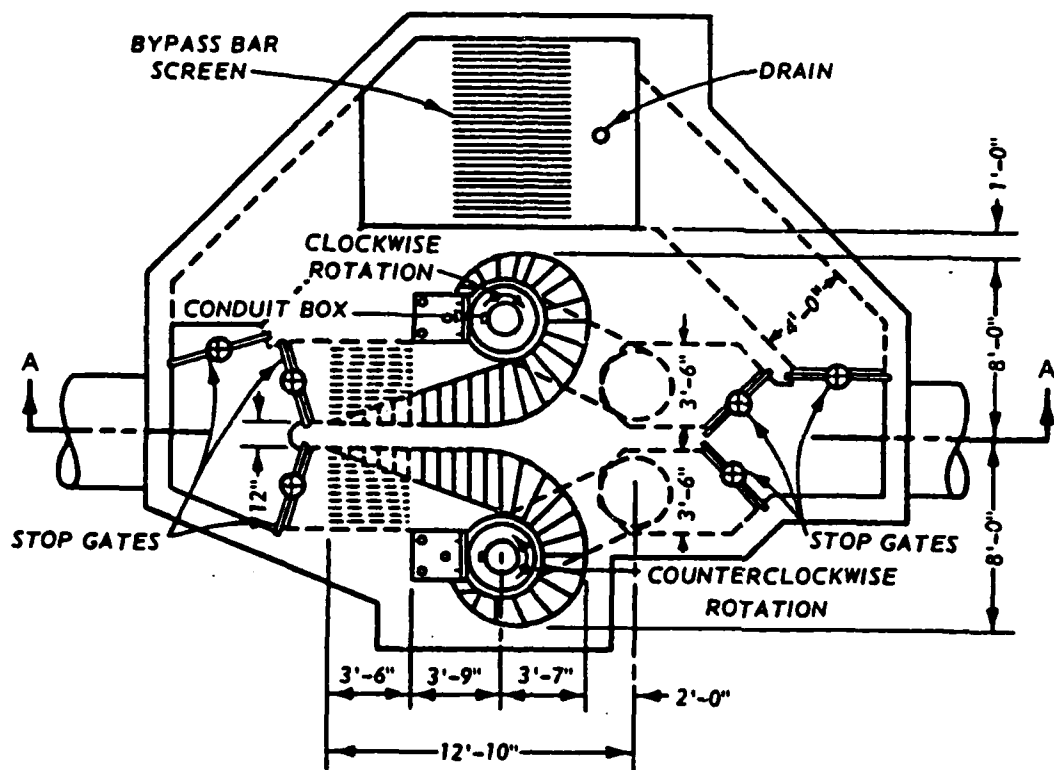 BYPASS BAR
SCREEN
DRAIN
1'-0"
CLOCKWISE
ROTATION
CONDUIT BOX
4'-0"
8'-0"
A
A
3'-6"
12"
3'-6"
STOP GATES
STOP GATES
8'-0"
COUNTERCLOCKWISE
ROTATION
3'-6"
3'-9"
3'-7"
2'-0"
12'-10"